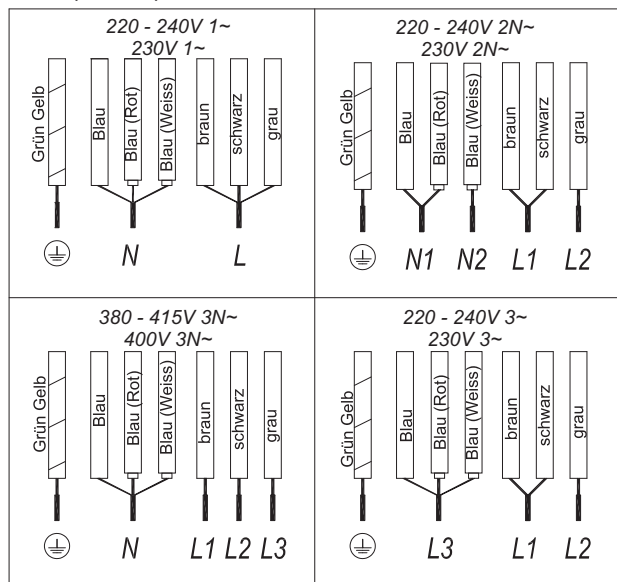 220 - 240V 1~
230V 1~
Grün Gelb
Blau
Blau (Rot)
Blau (Weiss)
braun
schwarz
grau
N
L
220 - 240V 2N~
230V 2N~
Grün Gelb
Blau
Blau (Rot)
Blau (Weiss)
braun
schwarz
grau
N1 N2 L1 L2
380 - 415V 3N~
400V 3N~
Grün Gelb
Blau
Blau (Rot)
Blau (Weiss)
braun
schwarz
grau
N L1 L2 L3
220 - 240V 3~
230V 3~
Grün Gelb
Blau
Blau (Rot)
Blau (Weiss)
braun
schwarz
grau
L3 L1 L2